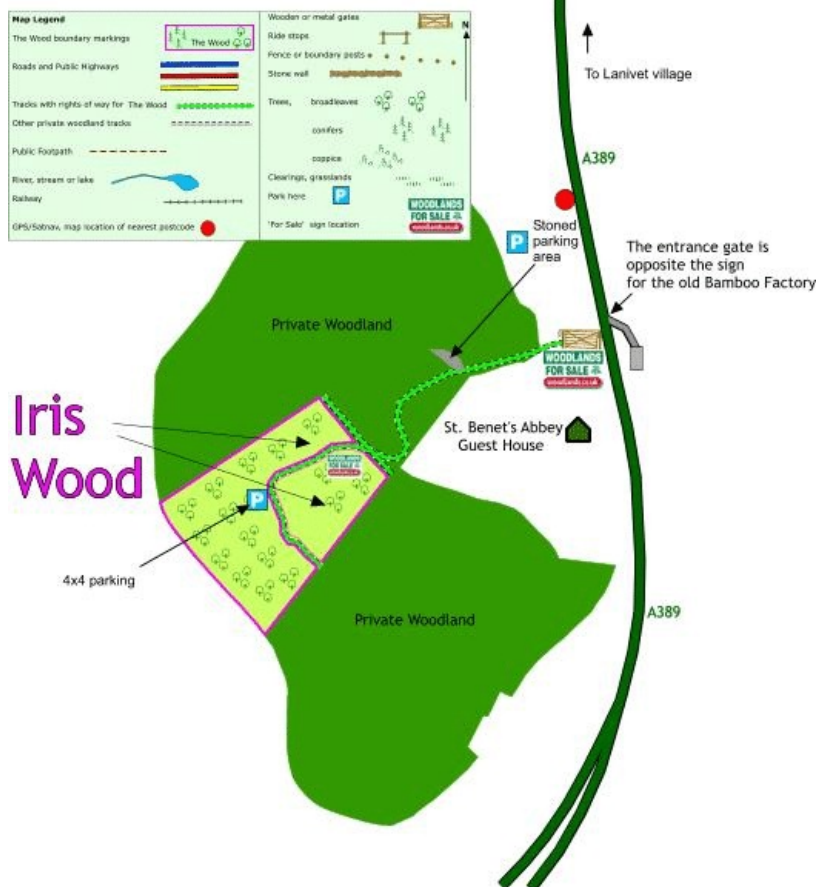 Map Legend
The Wood boundary markings
The Wood
Roads and Public Highways
Tracks with rights of way for The Wood
Other private woodland tracks
Public Footpath
River, stream or lake
Railway
GPS/Satnav, map location of nearest postcode
Wooden or metal gates
N
Ride stops
Fence or boundary posts
Stone wall
Trees, broadleaves
conifers
coppice
Clearings, grasslands
Park here
P
'For Sale' sign location
WOODLANDS
FOR SALE
woodlands.co.uk
To Lanivet village
A389
P
Stoned
parking
area
The entrance gate is
opposite the sign
for the old Bamboo Factory
Private Woodland
WOODLANDS
FOR SALE
woodlands.co.uk
Iris
Wood
St. Benet's Abbey
Guest House
WOODLANDS
FOR SALE
P
4x4 parking
Private Woodland
A389